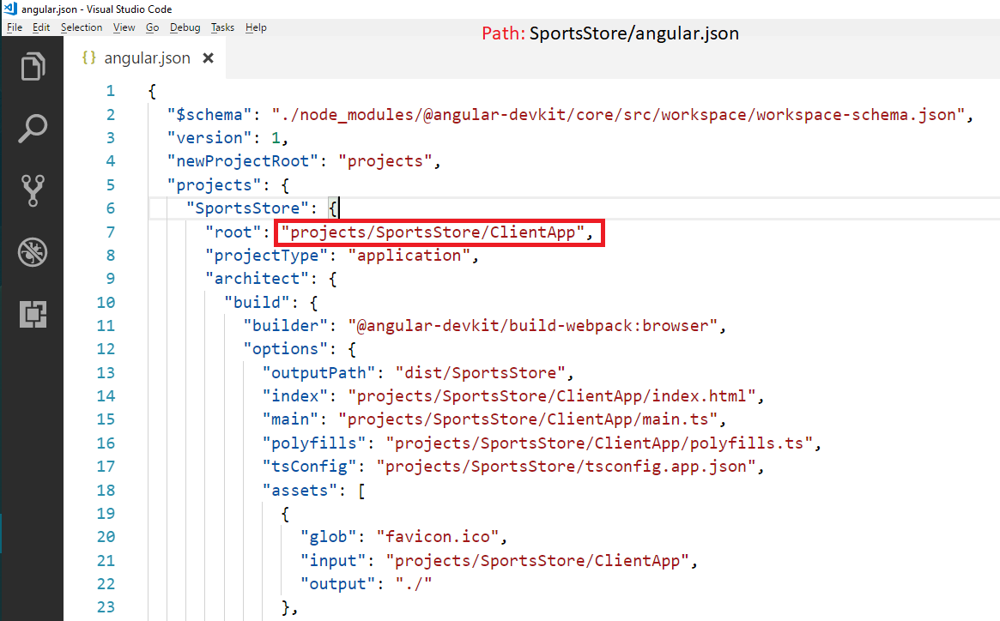 angular.json - Visual Studio Code
File Edit Selection View Go Debug Tasks Help
Path: SportsStore/angular.json
{} angular.json ×
1 {
2 "$schema": "./node_modules/@angular-devkit/core/src/workspace/workspace-schema.json",
3 "version": 1,
4 "newProjectRoot": "projects",
5 "projects": {
6 "SportsStore": {
7 "root": "projects/SportsStore/ClientApp",
8 "projectType": "application",
9 "architect": {
10 "build": {
11 "builder": "@angular-devkit/build-webpack:browser",
12 "options": {
13 "outputPath": "dist/SportsStore",
14 "index": "projects/SportsStore/ClientApp/index.html",
15 "main": "projects/SportsStore/ClientApp/main.ts",
16 "polyfills": "projects/SportsStore/ClientApp/polyfills.ts",
17 "tsConfig": "projects/SportsStore/tsconfig.app.json",
18 "assets": [
19 {
20 "glob": "favicon.ico",
21 "input": "projects/SportsStore/ClientApp",
22 "output": "./"
23 },